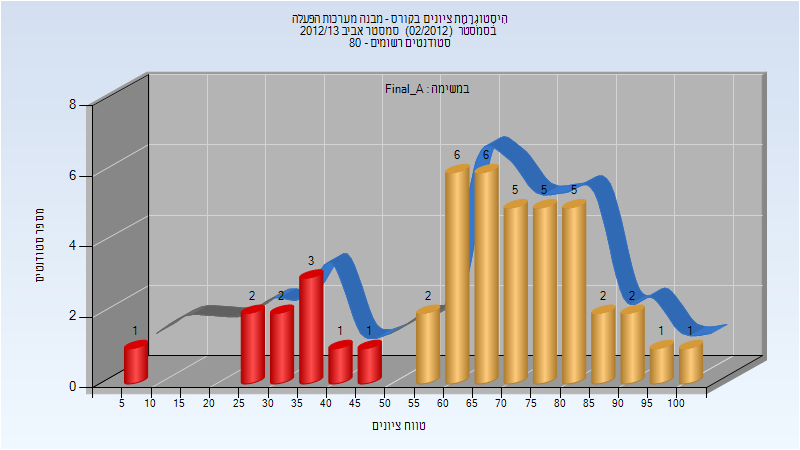 היסטוגרמת ציונים בקורס - מבנה מערכות הפעלה
בסמסטר (02/2012) סמסטר אביב 2012/13
סטודנטים רשומים - 80
במשימה : Final_A
מספר סטודנטים
8
6
4
2
0
1 2 2 3 1 1 2 6 6 5 5 5 2 2 1 1
5 10 15 20 25 30 35 40 45 50 55 60 65 70 75 80 85 90 95 100
טווח ציונים